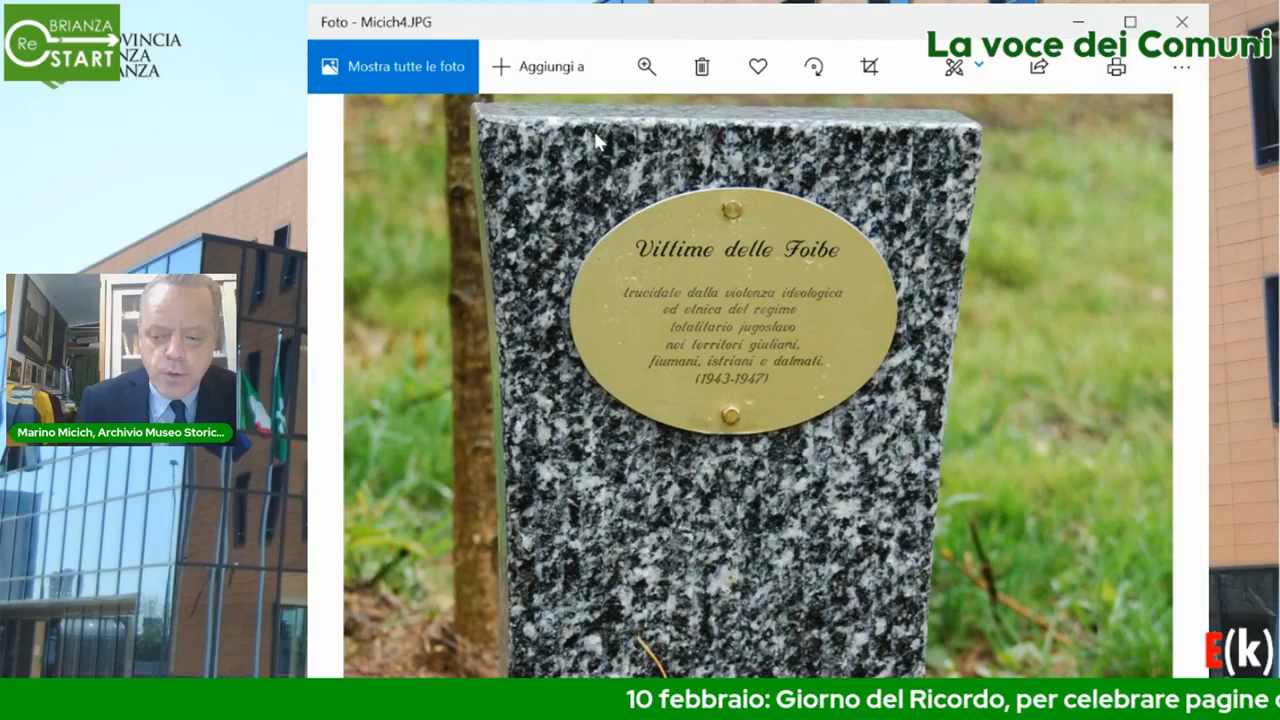 BRIANZA
Re
START
VINCIA
NZA
ANZA
Foto - Micich4.JPG
La voce dei Comuni
Mostra tutte le foto
Aggiungi a
Vittime delle Foibe
trucidate dalla violenza ideologica
ed etnica del regime
totalitario jugoslavo
nei territori giuliani,
fiumani, istriani e dalmati.
(1943-1947)
Marino Micich, Archivio Museo Storic...
E(k)
10 febbraio: Giorno del Ricordo, per celebrare pagine